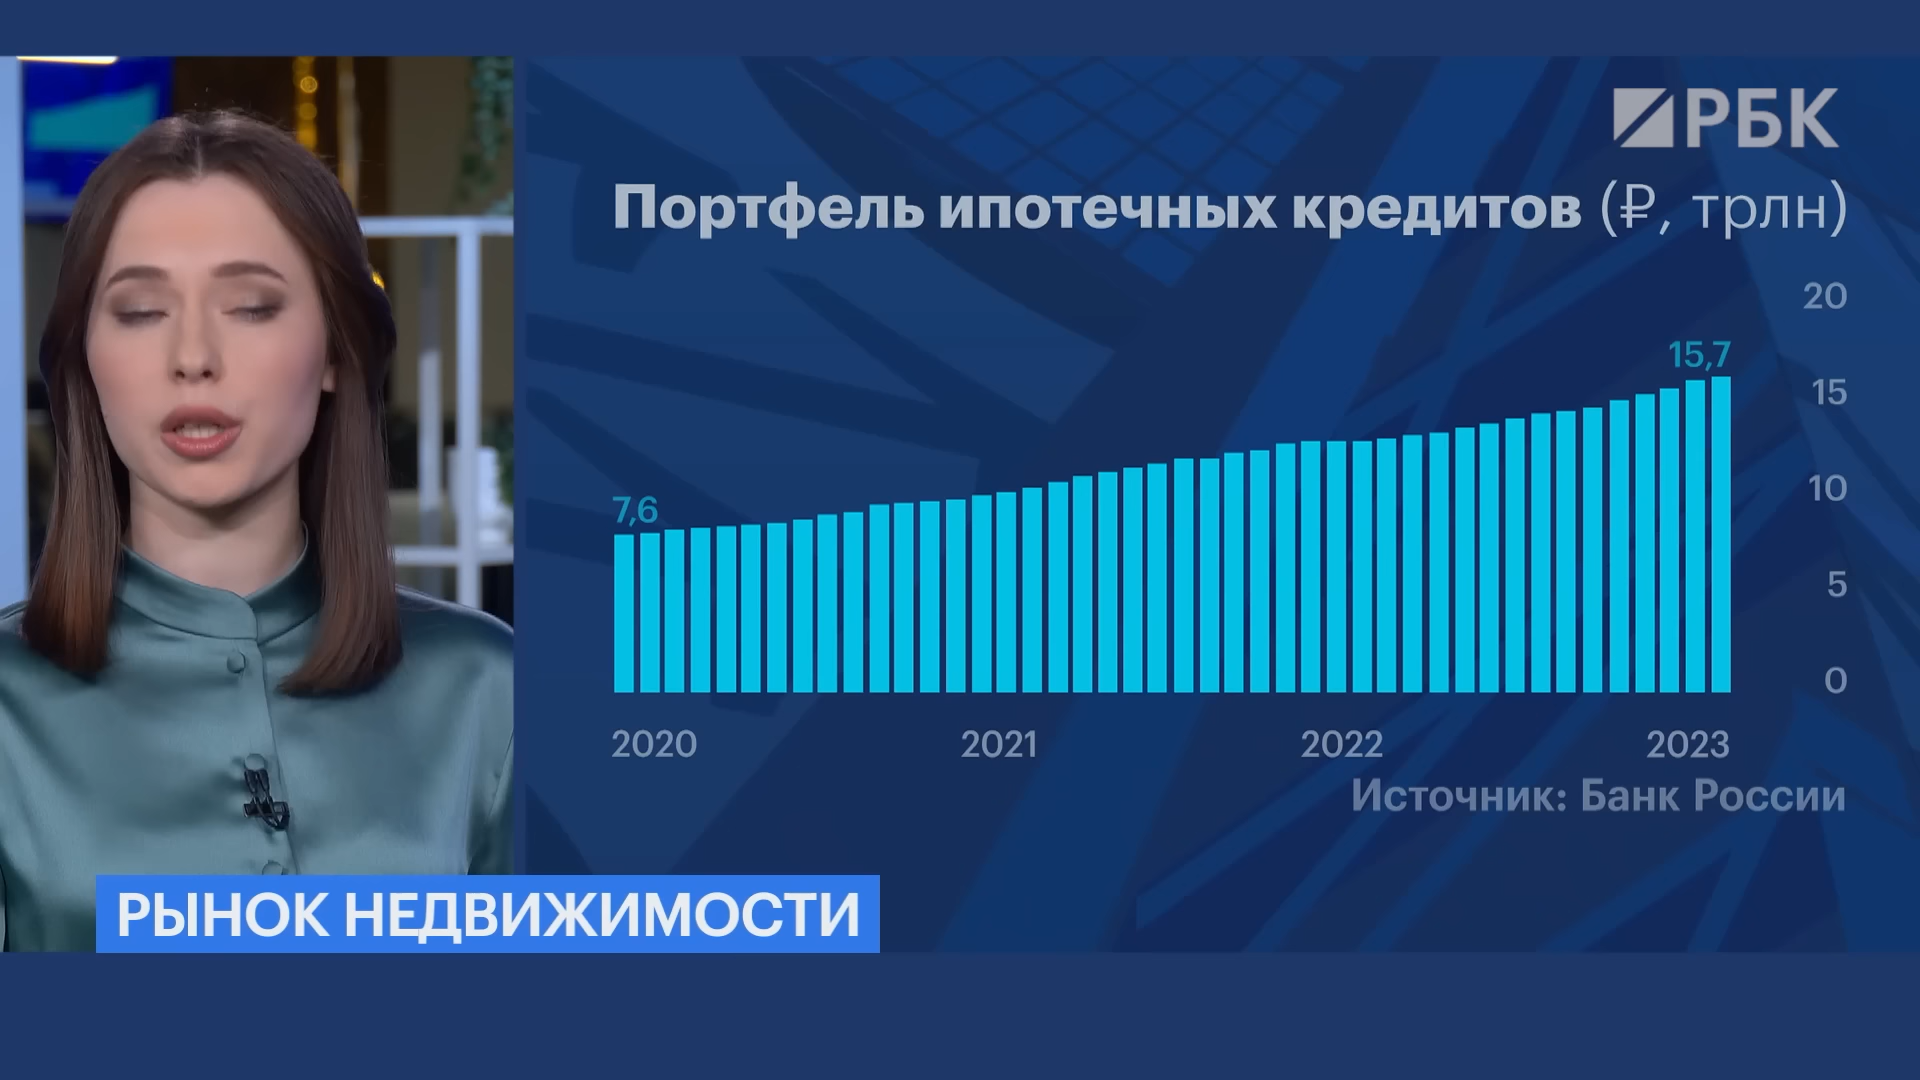 РБК
Портфель ипотечных кредитов (₽, трлн)
20
15,7
15
7,6
10
5
0
2020 2021 2022 2023
Источник: Банк России
РЫНОК НЕДВИЖИМОСТИ